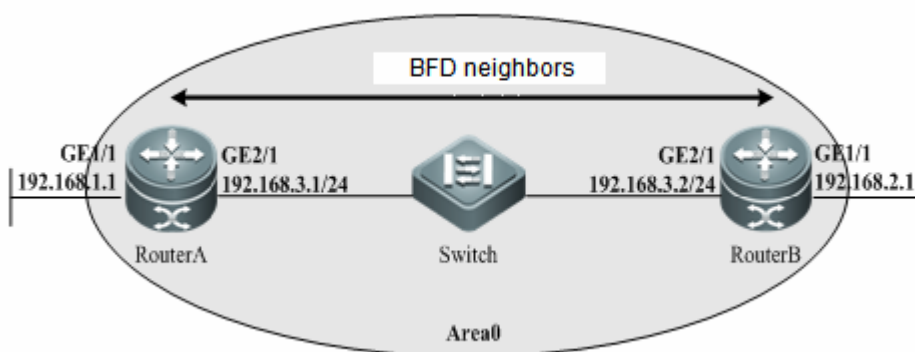 BFD neighbors
GE1/1
192.168.1.1
GE2/1
192.168.3.1/24
GE2/1
192.168.3.2/24
GE1/1
192.168.2.1
RouterA
Switch
RouterB
Area0